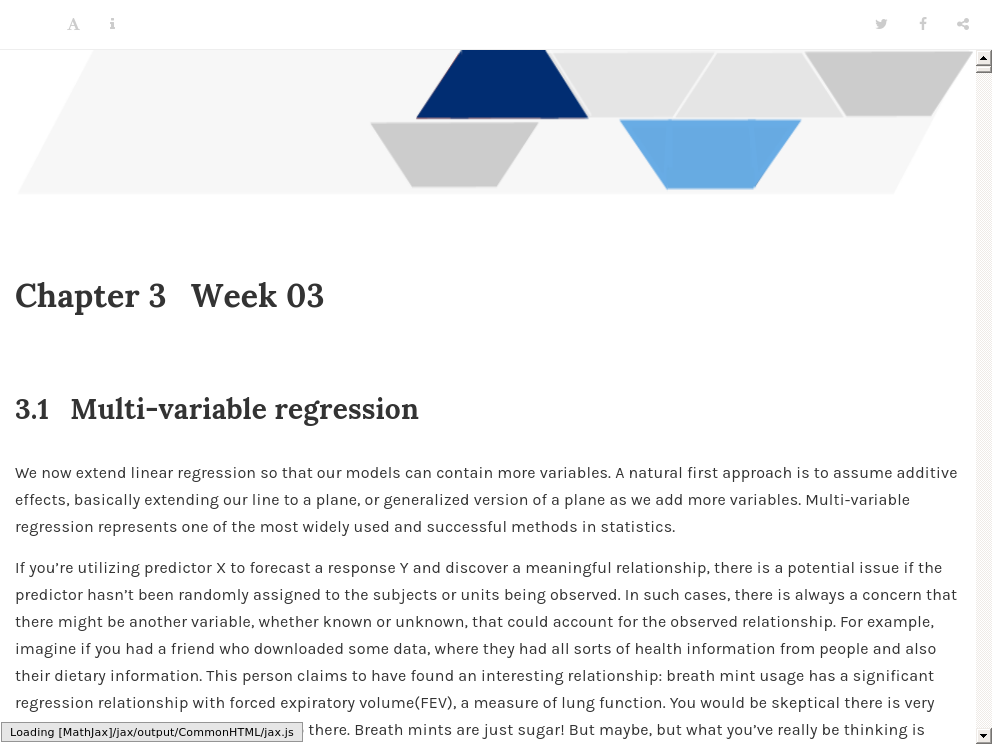 Chapter 3 Week 03
3.1 Multi-variable regression
We now extend linear regression so that our models can contain more variables. A natural first approach is to assume additive
effects, basically extending our line to a plane, or generalized version of a plane as we add more variables. Multi-variable
regression represents one of the most widely used and successful methods in statistics.
If you’re utilizing predictor X to forecast a response Y and discover a meaningful relationship, there is a potential issue if the
predictor hasn’t been randomly assigned to the subjects or units being observed. In such cases, there is always a concern that
there might be another variable, whether known or unknown, that could account for the observed relationship. For example,
imagine if you had a friend who downloaded some data, where they had all sorts of health information from people and also
their dietary information. This person claims to have found an interesting relationship: breath mint usage has a significant
regression relationship with forced expiratory volume(FEV), a measure of lung function. You would be skeptical there is very
there. Breath mints are just sugar! But maybe, but what you’ve really be thinking is
Loading [MathJax]/jax/output/CommonHTML/jax.js